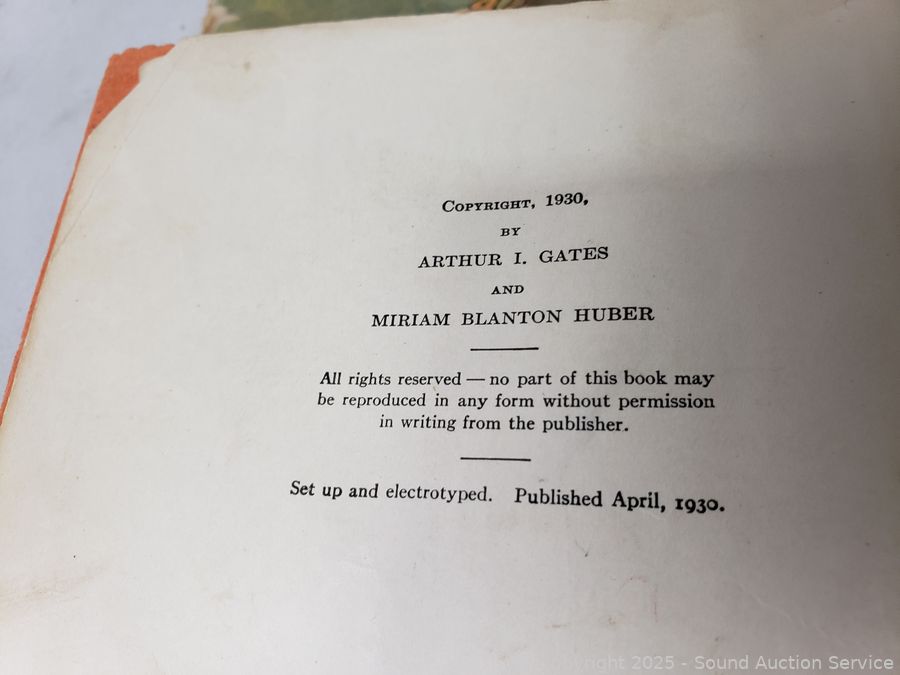 COPYRIGHT, 1930,
BY
ARTHUR I. GATES
AND
MIRIAM BLANTON HUBER
All rights reserved — no part of this book may
be reproduced in any form without permission
in writing from the publisher.
Set up and electrotyped. Published April, 1930.
Copyright 2025 - Sound Auction Service